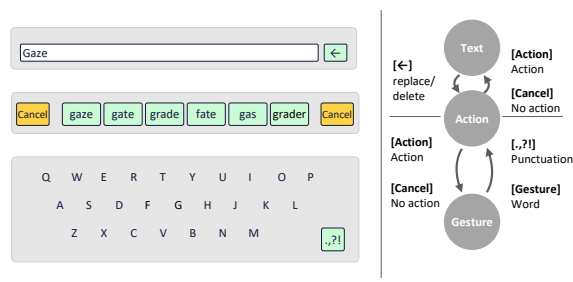 Gaze
←
Cancel gaze gate grade fate gas grader Cancel
Q W E R T Y U I O P
A S D F G H J K L
Z X C V B N M
.,?!
Text
[←]
replace/
delete
[Action]
Action
[Cancel]
No action
Action
[Action]
Action
[Cancel]
No action
[.,?!]
Punctuation
[Gesture]
Word
Gesture